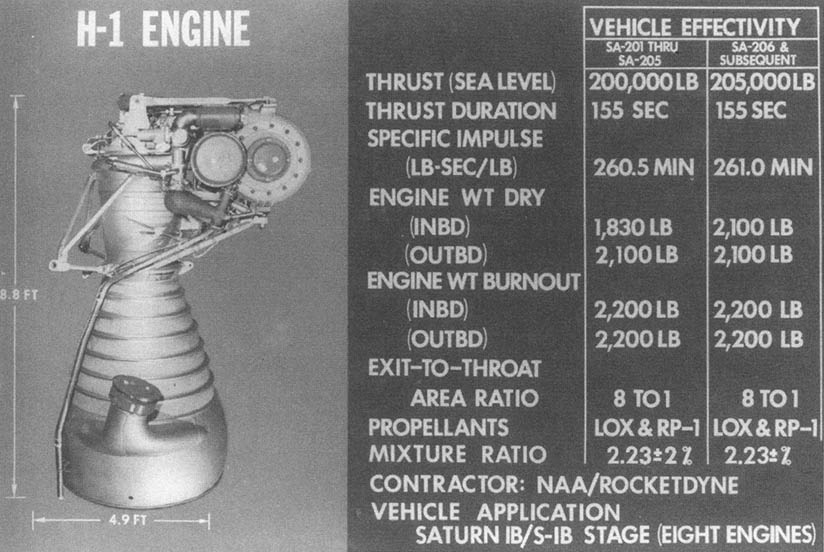 H-1 ENGINE
8.8 FT
4.9 FT
VEHICLE EFFECTIVITY
SA-201 THRU SA-205
SA-206 & SUBSEQUENT
THRUST (SEA LEVEL) 200,000 LB 205,000 LB
THRUST DURATION 155 SEC 155 SEC
SPECIFIC IMPULSE
(LB-SEC/LB) 260.5 MIN 261.0 MIN
ENGINE WT DRY
(INBD) 1,830 LB 2,100 LB
(OUTBD) 2,100 LB 2,100 LB
ENGINE WT BURNOUT
(INBD) 2,200 LB 2,200 LB
(OUTBD) 2,200 LB 2,200 LB
EXIT-TO-THROAT
AREA RATIO 8 TO 1 8 TO 1
PROPELLANTS LOX & RP-1 LOX & RP-1
MIXTURE RATIO 2.23±2% 2.23±%
CONTRACTOR: NAA/ROCKETDYNE
VEHICLE APPLICATION
SATURN IB/S-IB STAGE (EIGHT ENGINES)